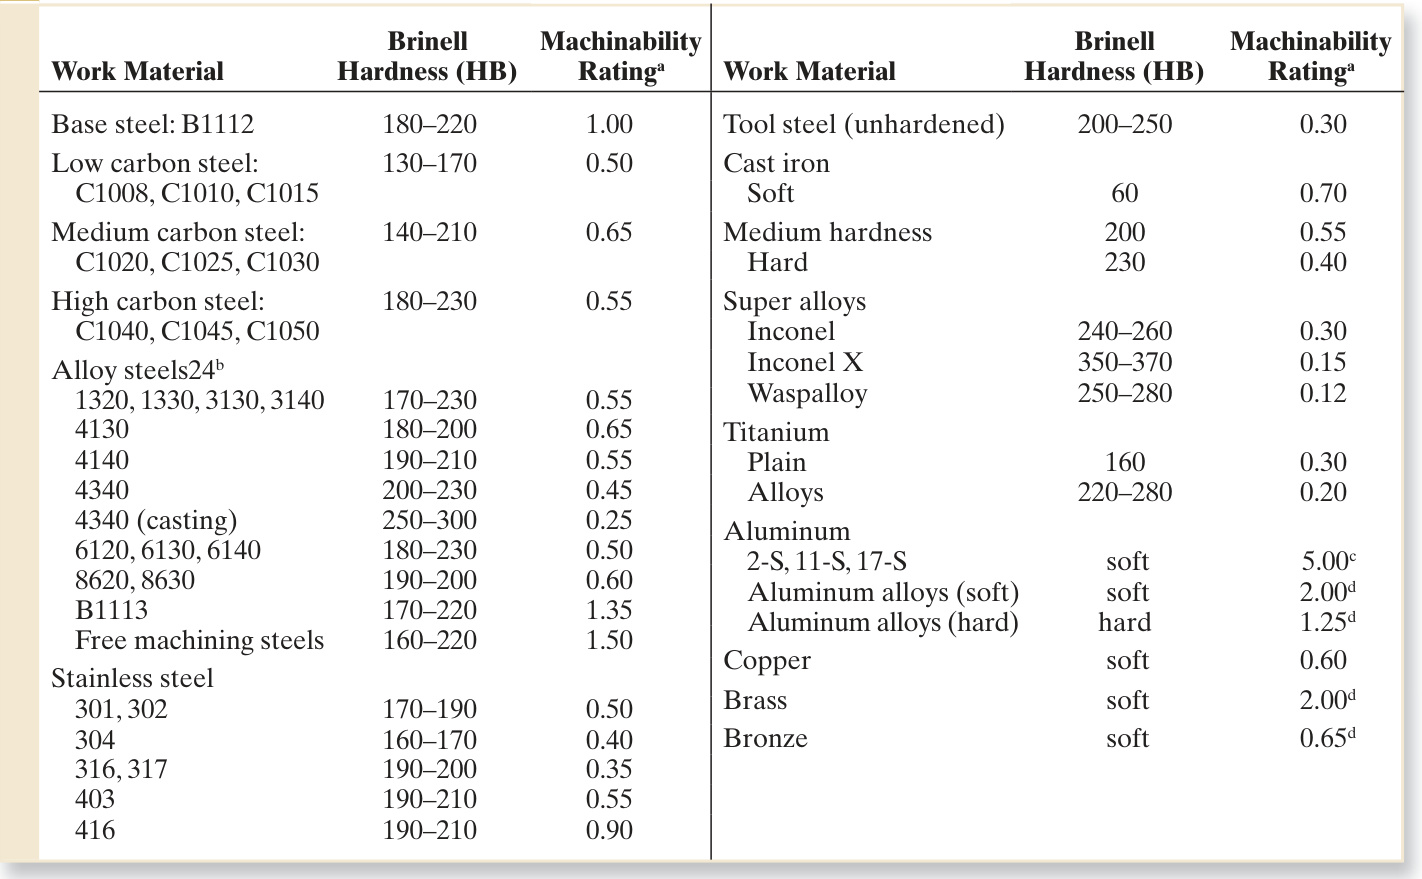 Work Material Brinell Hardness (HB) Machinability Ratingᵃ
Base steel: B1112 180–220 1.00
Low carbon steel: 130–170 0.50
C1008, C1010, C1015
Medium carbon steel: 140–210 0.65
C1020, C1025, C1030
High carbon steel: 180–230 0.55
C1040, C1045, C1050
Alloy steels24ᵇ
1320, 1330, 3130, 3140 170–230 0.55
4130 180–200 0.65
4140 190–210 0.55
4340 200–230 0.45
4340 (casting) 250–300 0.25
6120, 6130, 6140 180–230 0.50
8620, 8630 190–200 0.60
B1113 170–220 1.35
Free machining steels 160–220 1.50
Stainless steel
301, 302 170–190 0.50
304 160–170 0.40
316, 317 190–200 0.35
403 190–210 0.55
416 190–210 0.90
Work Material Brinell Hardness (HB) Machinability Ratingᵃ
Tool steel (unhardened) 200–250 0.30
Cast iron
Soft 60 0.70
Medium hardness 200 0.55
Hard 230 0.40
Super alloys
Inconel 240–260 0.30
Inconel X 350–370 0.15
Waspalloy 250–280 0.12
Titanium
Plain 160 0.30
Alloys 220–280 0.20
Aluminum
2-S, 11-S, 17-S soft 5.00ᶜ
Aluminum alloys (soft) soft 2.00ᵈ
Aluminum alloys (hard) hard 1.25ᵈ
Copper soft 0.60
Brass soft 2.00ᵈ
Bronze soft 0.65ᵈ